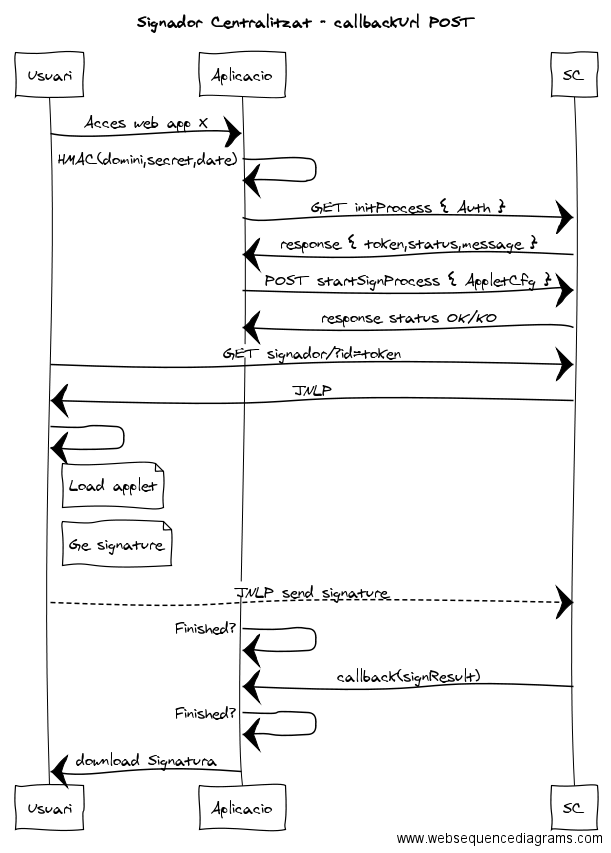 Signador Centralitzat - callbackUrl POST
Usuari
Aplicacio
SC
Acces web app X
HMAC(domini,secret,date)
GET initProcess { Auth }
response { token,status,message }
POST startSignProcess { AppletCfg }
response status OK/KO
GET signador/?id=token
JNLP
Load applet
Ge signature
JNLP send signature
Finished?
callback(signResult)
Finished?
download Signatura
Usuari
Aplicacio
SC
www.websequencediagrams.com